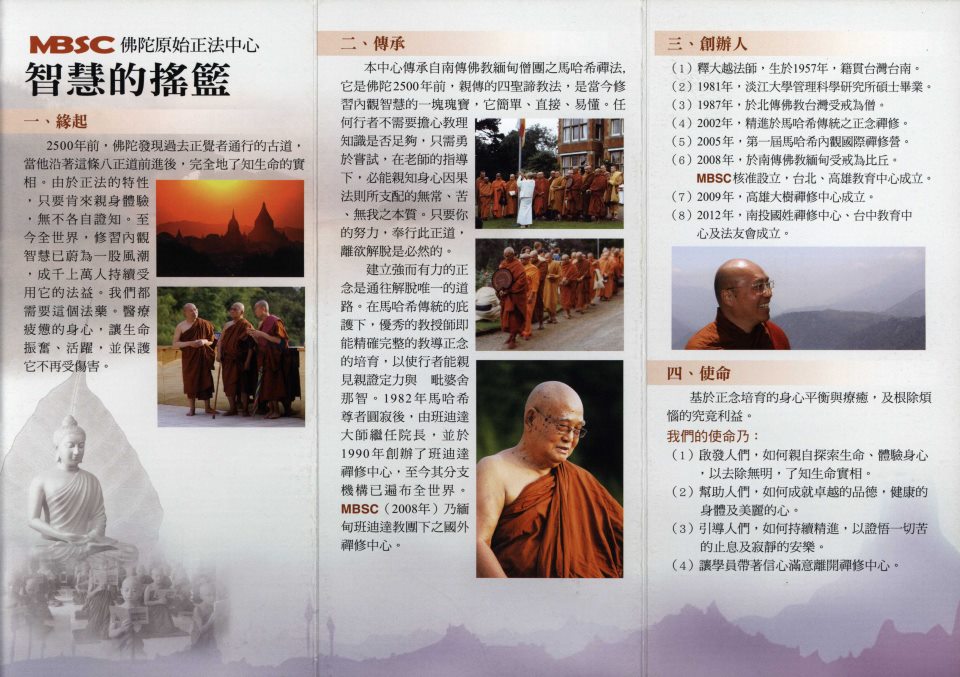 MBSC 佛陀原始正法中心
智慧的搖籃
一、緣起
2500年前，佛陀發現過去正覺者通行的古道，
當他沿著這條八正道前進後，完全地了知生命的實
相。由於正法的特性
，只要肯來親身體驗
，無不各自證知。至
今全世界，修習內觀
智慧已蔚為一股風潮
，成千上萬人持續受
用它的法益。我們都
需要這個法藥。醫療
疲憊的身心，讓生命
振奮、活躍，並保護
它不再受傷害。
二、傳承
本中心傳承自南傳佛教緬甸僧團之馬哈希禪法,
它是佛陀2500年前，親傳的四聖諦教法，是當今修
習內觀智慧的一塊瑰寶，它簡單、直接、易懂。任
何行者不需要擔心教理
知識是否足夠，只需勇
於嘗試，在老師的指導
下，必能親知身心因果
法則所支配的無常、苦
、無我之本質。只要你
的努力，奉行此正道，
離欲解脫是必然的。
建立強而有力的正
念是通往解脫唯一的道
路。在馬哈希傳統的庇
護下，優秀的教授師即
能精確完整的教導正念
的培育，以使行者能親
見親證定力與　毗婆舍
那智。1982年馬哈希
尊者圓寂後，由班迪達
大師繼任院長，並於
1990年創辦了班迪達
禪修中心，至今其分支
機構已遍布全世界。
MBSC（2008年）乃緬
甸班迪達教團下之國外
禪修中心。
三、創辦人
（1）釋大越法師，生於1957年，籍貫台灣台南。
（2）1981年，淡江大學管理科學研究所碩士畢業。
（3）1987年，於北傳佛教台灣受戒為僧。
（4）2002年，精進於馬哈希傳統之正念禪修。
（5）2005年，第一屆馬哈希內觀國際禪修營。
（6）2008年，於南傳佛教緬甸受戒為比丘。
MBSC核准設立，台北、高雄教育中心成立。
（7）2009年，高雄大樹禪修中心成立。
（8）2012年，南投國姓禪修中心、台中教育中
心及法友會成立。
四、使命
基於正念培育的身心平衡與療癒，及根除煩
惱的究竟利益。
我們的使命乃：
（1）啟發人們，如何親自探索生命、體驗身心
，以去除無明，了知生命實相。
（2）幫助人們，如何成就卓越的品德，健康的
身體及美麗的心。
（3）引導人們，如何持續精進，以證悟一切苦
的止息及寂靜的安樂。
（4）讓學員帶著信心滿意離開禪修中心。